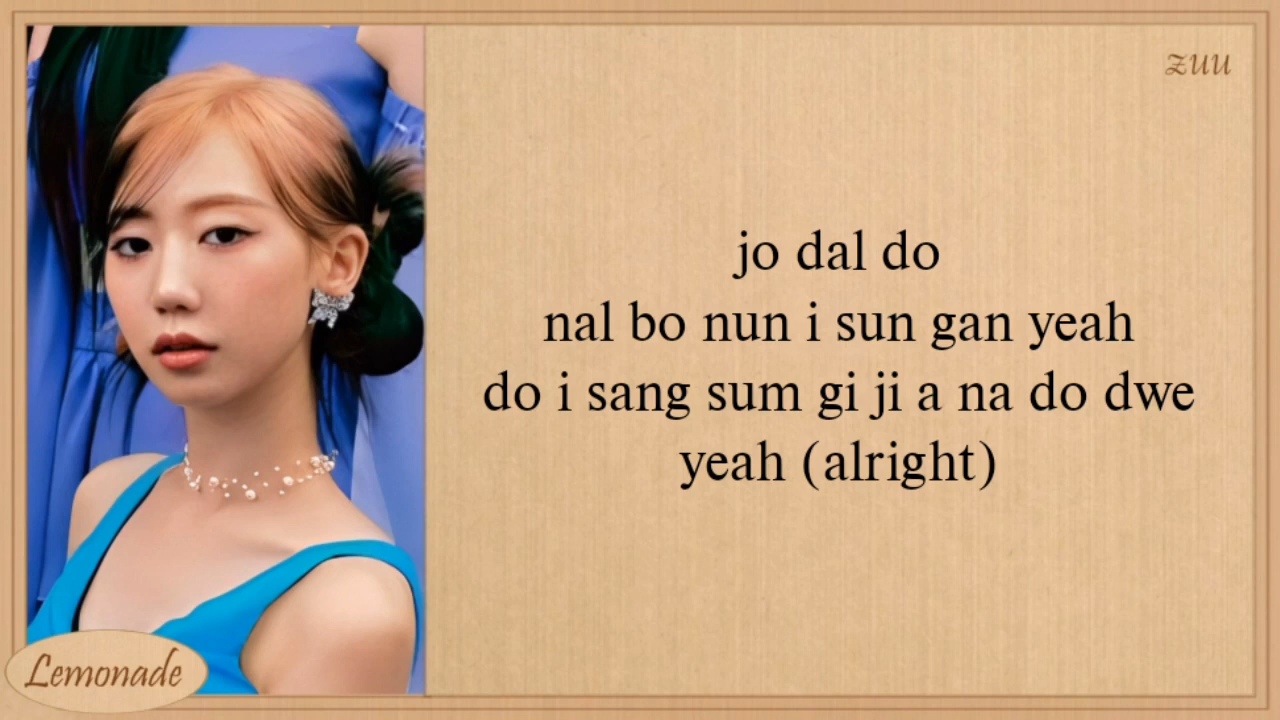 zuu
jo dal do
nal bo nun i sun gan yeah
do i sang sum gi ji a na do dwe
yeah (alright)
Lemonade